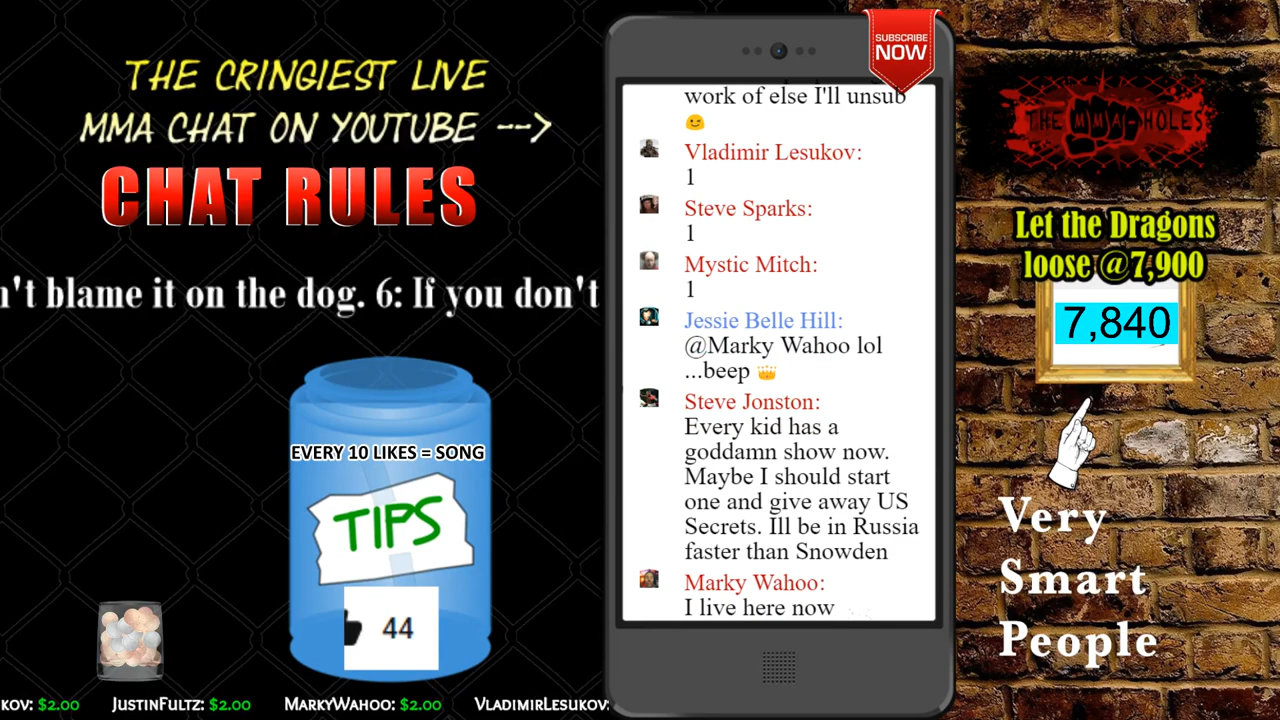 THE CRINGIEST LIVE
MMA CHAT ON YOUTUBE -->
CHAT RULES
n't blame it on the dog. 6: If you don't
EVERY 10 LIKES = SONG
TIPS
44
KOV: $2.00 JUSTINFULTZ: $2.00 MARKYWAHOO: $2.00 VLADIMIRLESUKOV:
SUBSCRIBE
NOW
work of else I'll unsub
😉
Vladimir Lesukov:
1
Steve Sparks:
1
Mystic Mitch:
1
Jessie Belle Hill:
@Marky Wahoo lol
...beep 👑
Steve Jonston:
Every kid has a
goddamn show now.
Maybe I should start
one and give away US
Secrets. Ill be in Russia
faster than Snowden
Marky Wahoo:
I live here now
THE MMA-HOLES
Let the Dragons
loose @7,900
7,840
Very
Smart
People